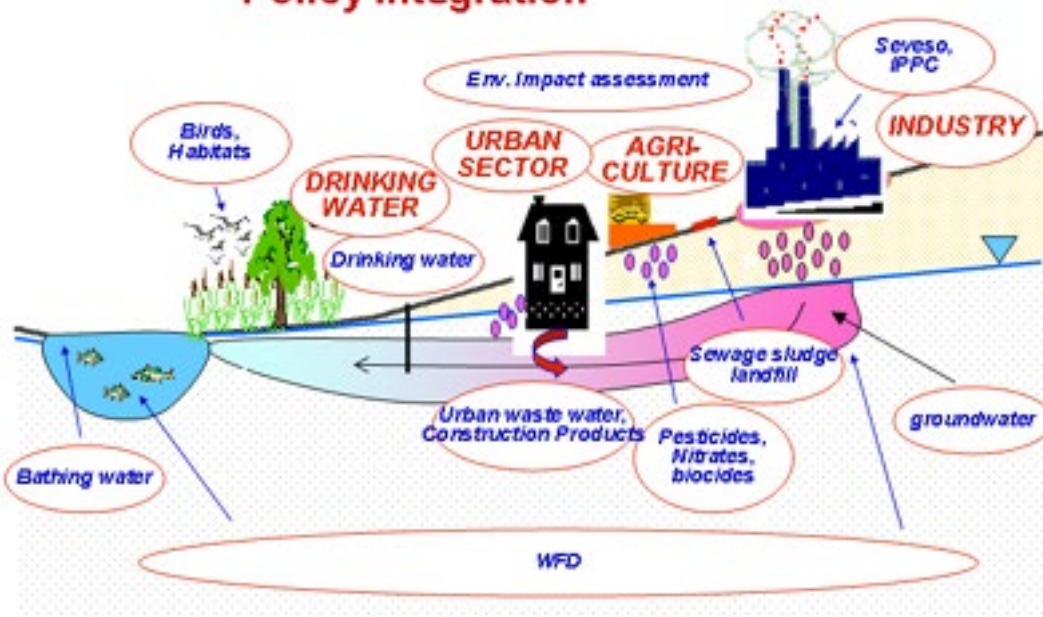 Policy Integration
Seveso,
IPPC
Env. Impact assessment
INDUSTRY
Birds,
Habitats
URBAN
SECTOR
AGRI-
CULTURE
DRINKING
WATER
Drinking water
Sewage sludge
landfill
Urban waste water,
Construction Products
groundwater
Pesticides,
Nitrates,
biocides
Bathing water
WFD